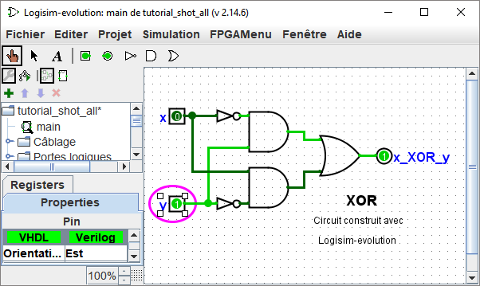 Logisim-evolution: main de tutorial_shot_all (v 2.14.6)
Fichier Editer Projet Simulation FPGAMenu Fenêtre Aide
A
tutorial_shot_all*
main
Câblage
Portes logiques
Registers
Properties
Pin
VHDL Verilog
Orientati... Est
100%
x 0
y 1
1 x_XOR_y
XOR
Circuit construit avec
Logisim-evolution